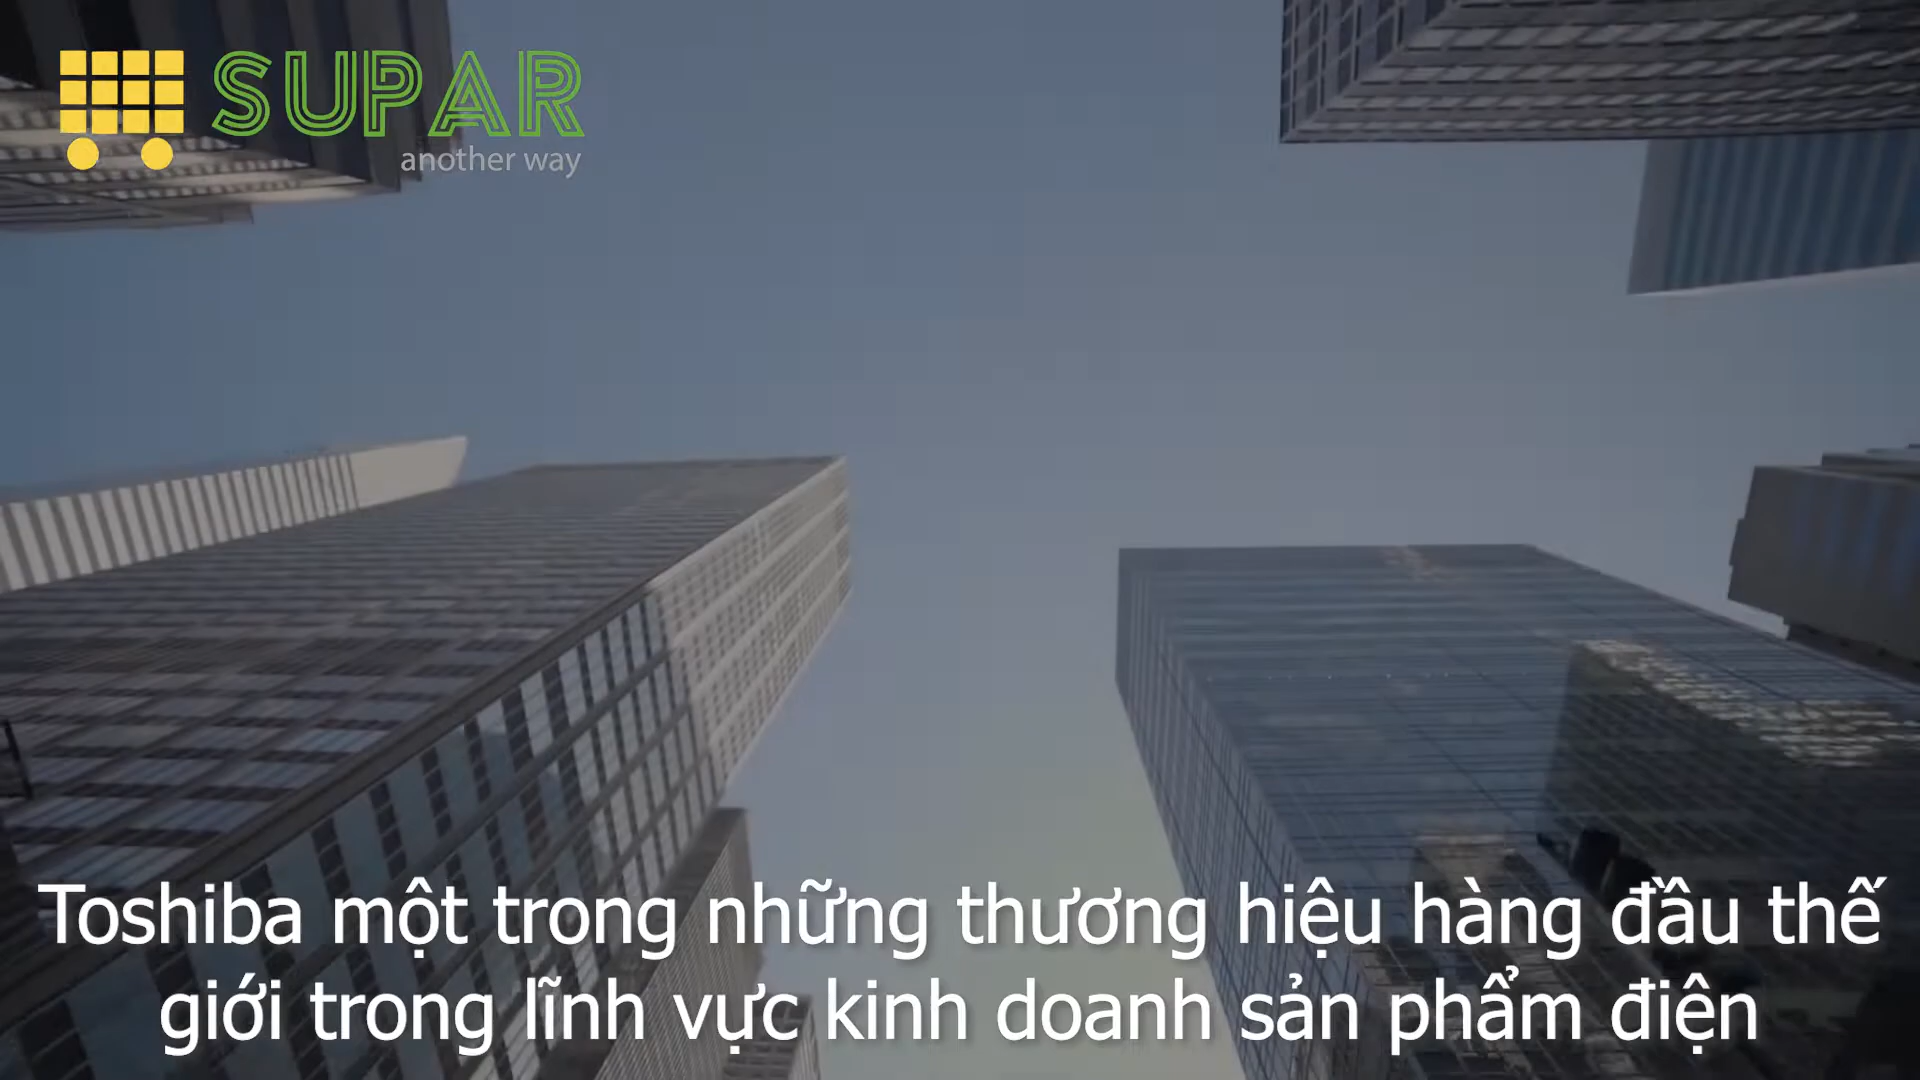 SUPAR
another way
Toshiba một trong những thương hiệu hàng đầu thế
giới trong lĩnh vực kinh doanh sản phẩm điện